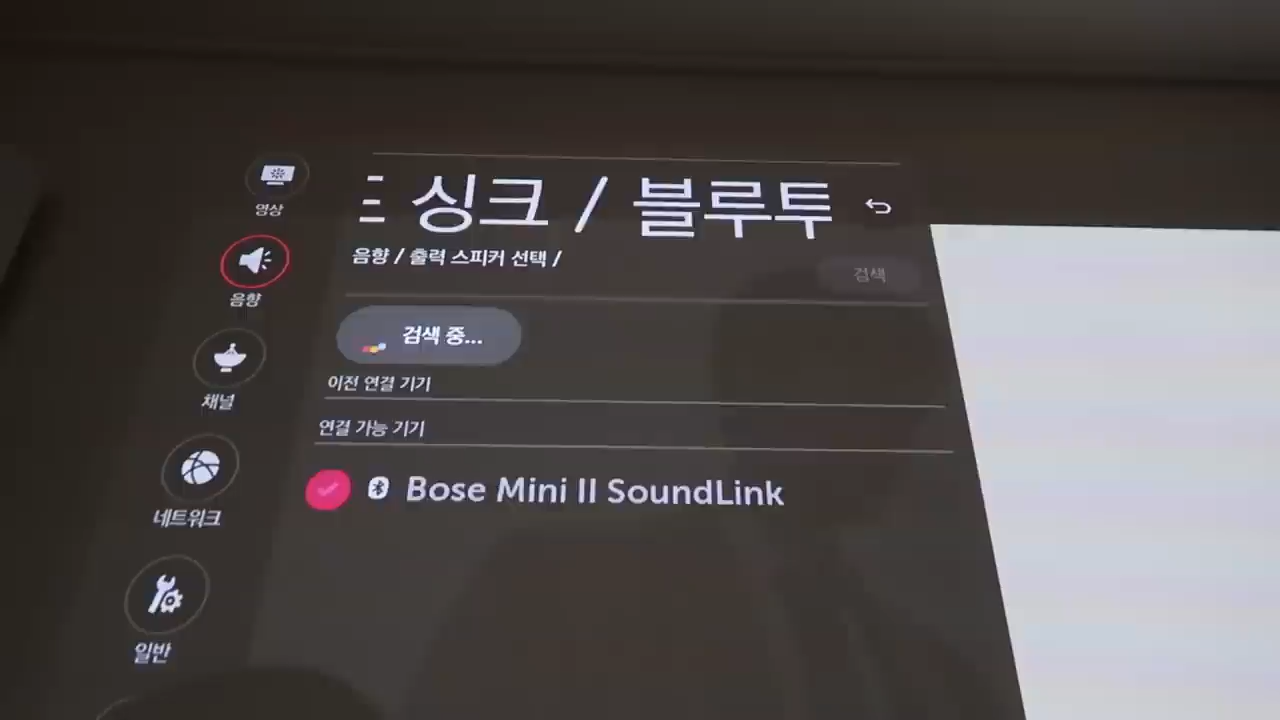 영상
싱크 / 블루투
음향 / 출력 스피커 선택 /
검색
음향
검색 중...
이전 연결 기기
채널
연결 가능 기기
Bose Mini II SoundLink
네트워크
일반